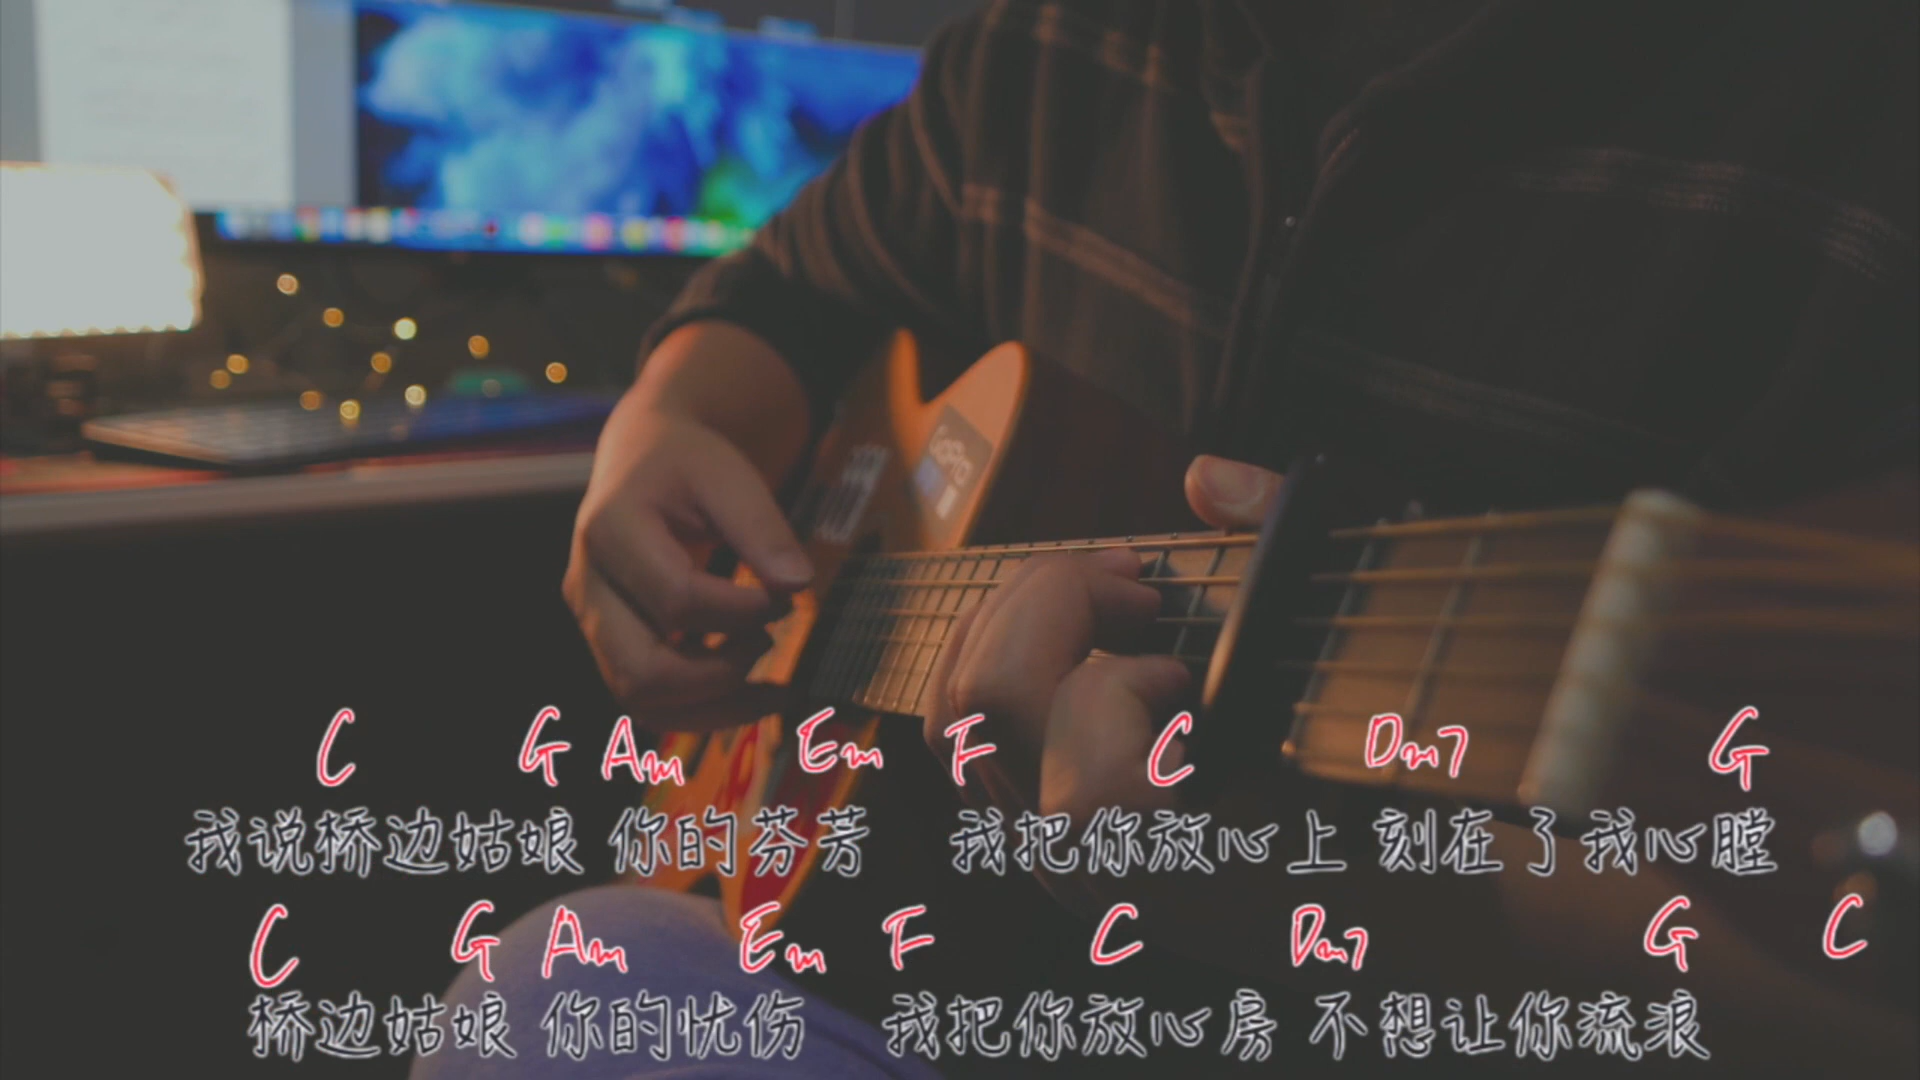 GoPro
C G Am Em F C Dm7 G
我说桥边姑娘 你的芬芳 我把你放心上 刻在了我心膛
C G Am Em F C Dm7 G C
桥边姑娘 你的忧伤 我把你放心房 不想让你流浪